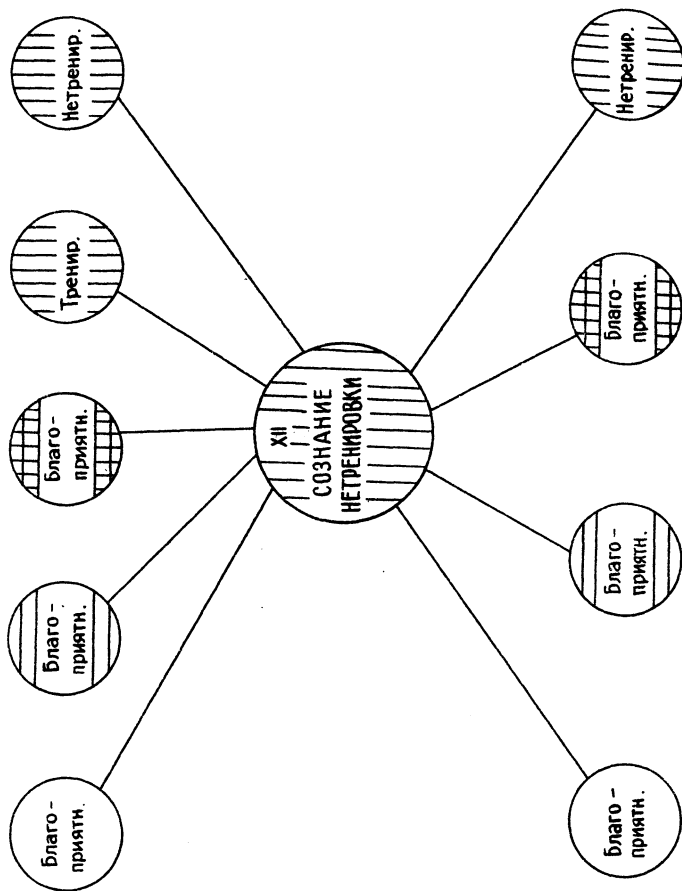 Благо-
приятн.
Благо-
приятн.
Благо-
приятн.
Тренир.
Нетренир.
XII
СОЗНАНИЕ
НЕТРЕНИРОВКИ
Благо-
приятн.
Благо-
приятн.
Благо-
приятн.
Нетренир.